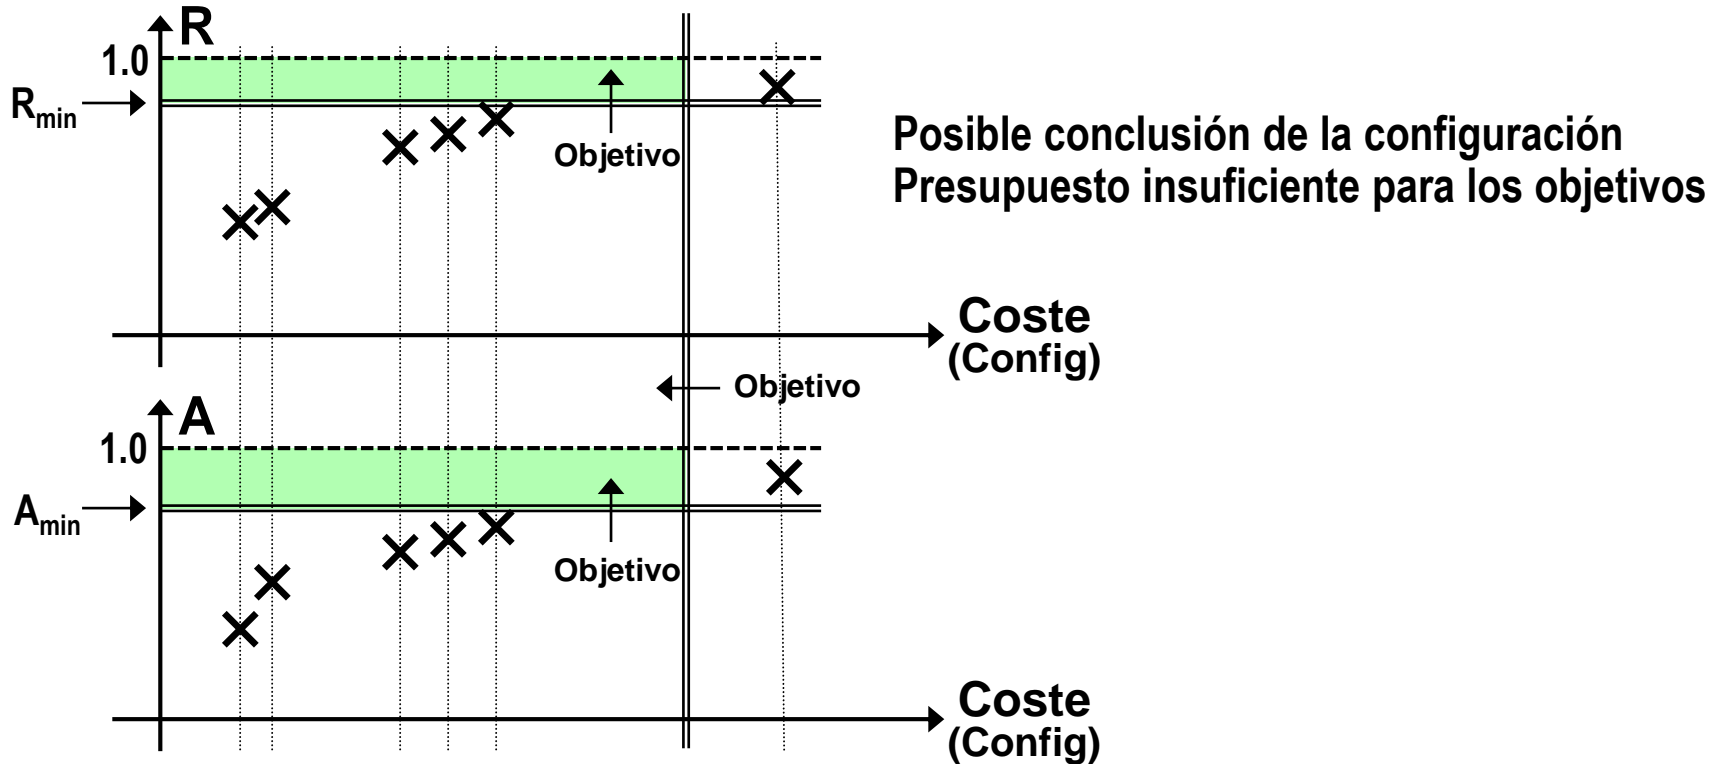 R
1.0
Rmin
Objetivo
Posible conclusión de la configuración
Presupuesto insuficiente para los objetivos
Coste
(Config)
Objetivo
A
1.0
Amin
Objetivo
Coste
(Config)